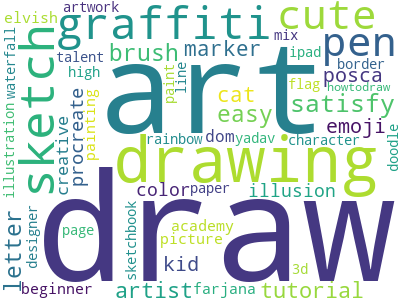 artwork
elvish
graffiti
cute
waterfall
talent
high
brush
marker
mix
ipad
pen
border
posca
art
sketch
paint
line
flag
howtodraw
satisfy
illustration
creative
procreate
painting
cat
easy
emoji
rainbow
dom
yadav
character
doodle
drawing
color
paper
illusion
draw
letter
designer
page
sketchbook
academy
picture
kid
3d
beginner
artist
farjana
tutorial